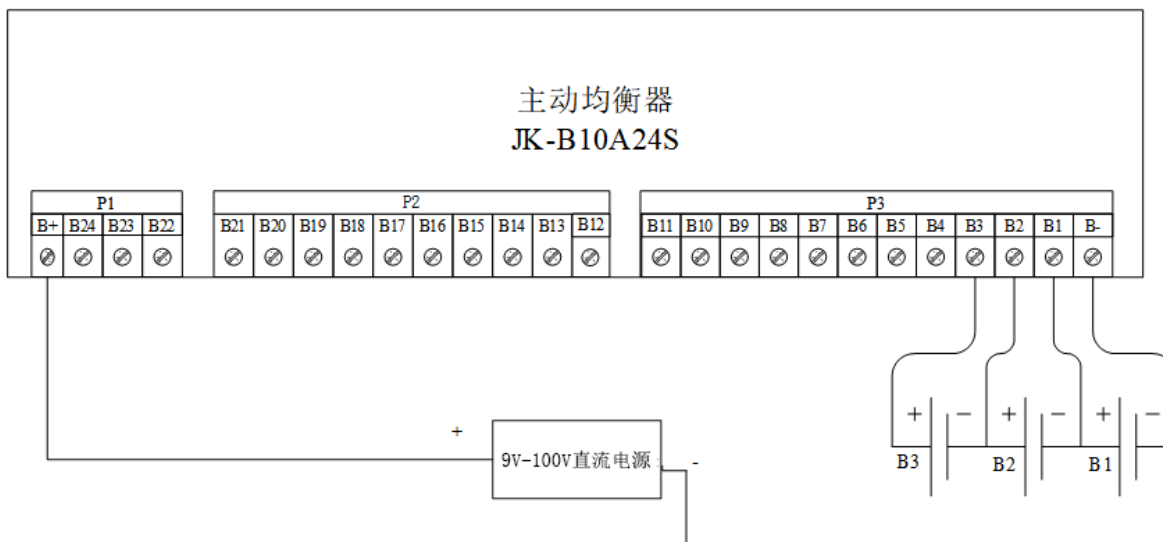 主动均衡器
JK-B10A24S
P1
P2
P3
B+ B24 B23 B22
B21 B20 B19 B18 B17 B16 B15 B14 B13 B12
B11 B10 B9 B8 B7 B6 B5 B4 B3 B2 B1 B-
+ - + - + -
B3 B2 B1
+ 9V-100V直流电源 -